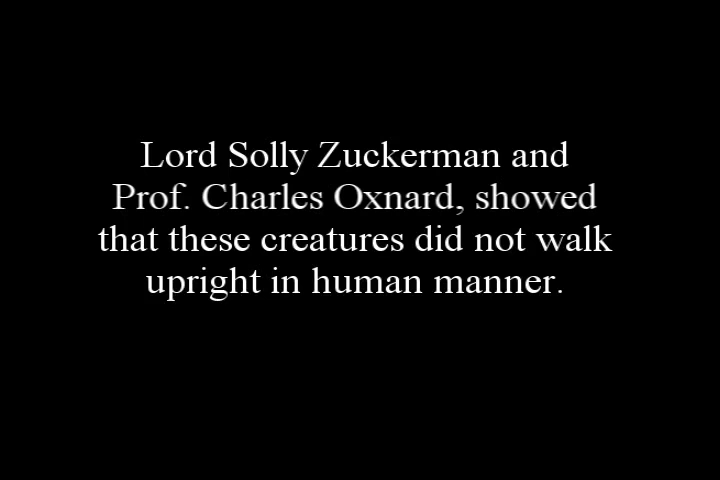 Lord Solly Zuckerman and
Prof. Charles Oxnard, showed
that these creatures did not walk
upright in human manner.